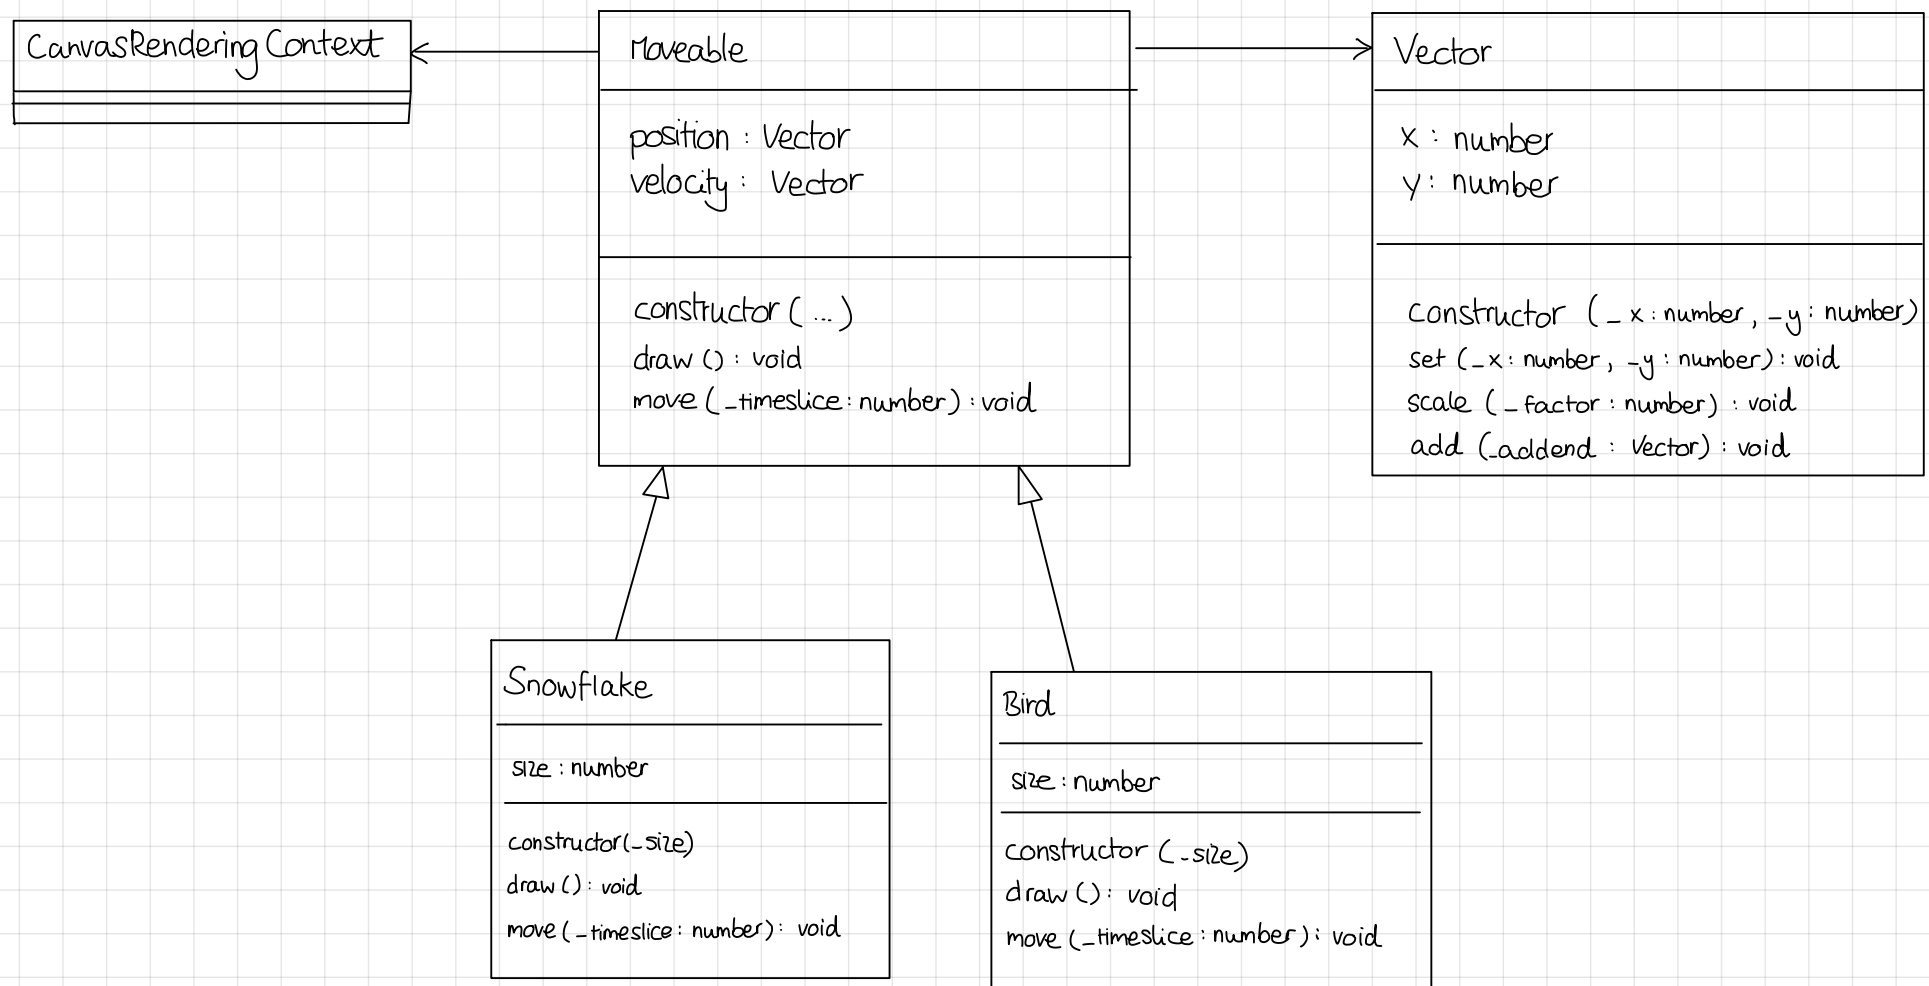 CanvasRendering Context
Moveable
position : Vector
velocity : Vector
constructor (...)
draw () : void
move (_timeslice : number) : void
Vector
x : number
y : number
constructor (_x : number, _y : number)
set (_x : number, _y : number) : void
scale (_factor : number) : void
add (_addend : Vector) : void
Snowflake
size : number
constructor(_size)
draw () : void
move (_timeslice : number) : void
Bird
size : number
constructor (_size)
draw () : void
move (_timeslice : number) : void